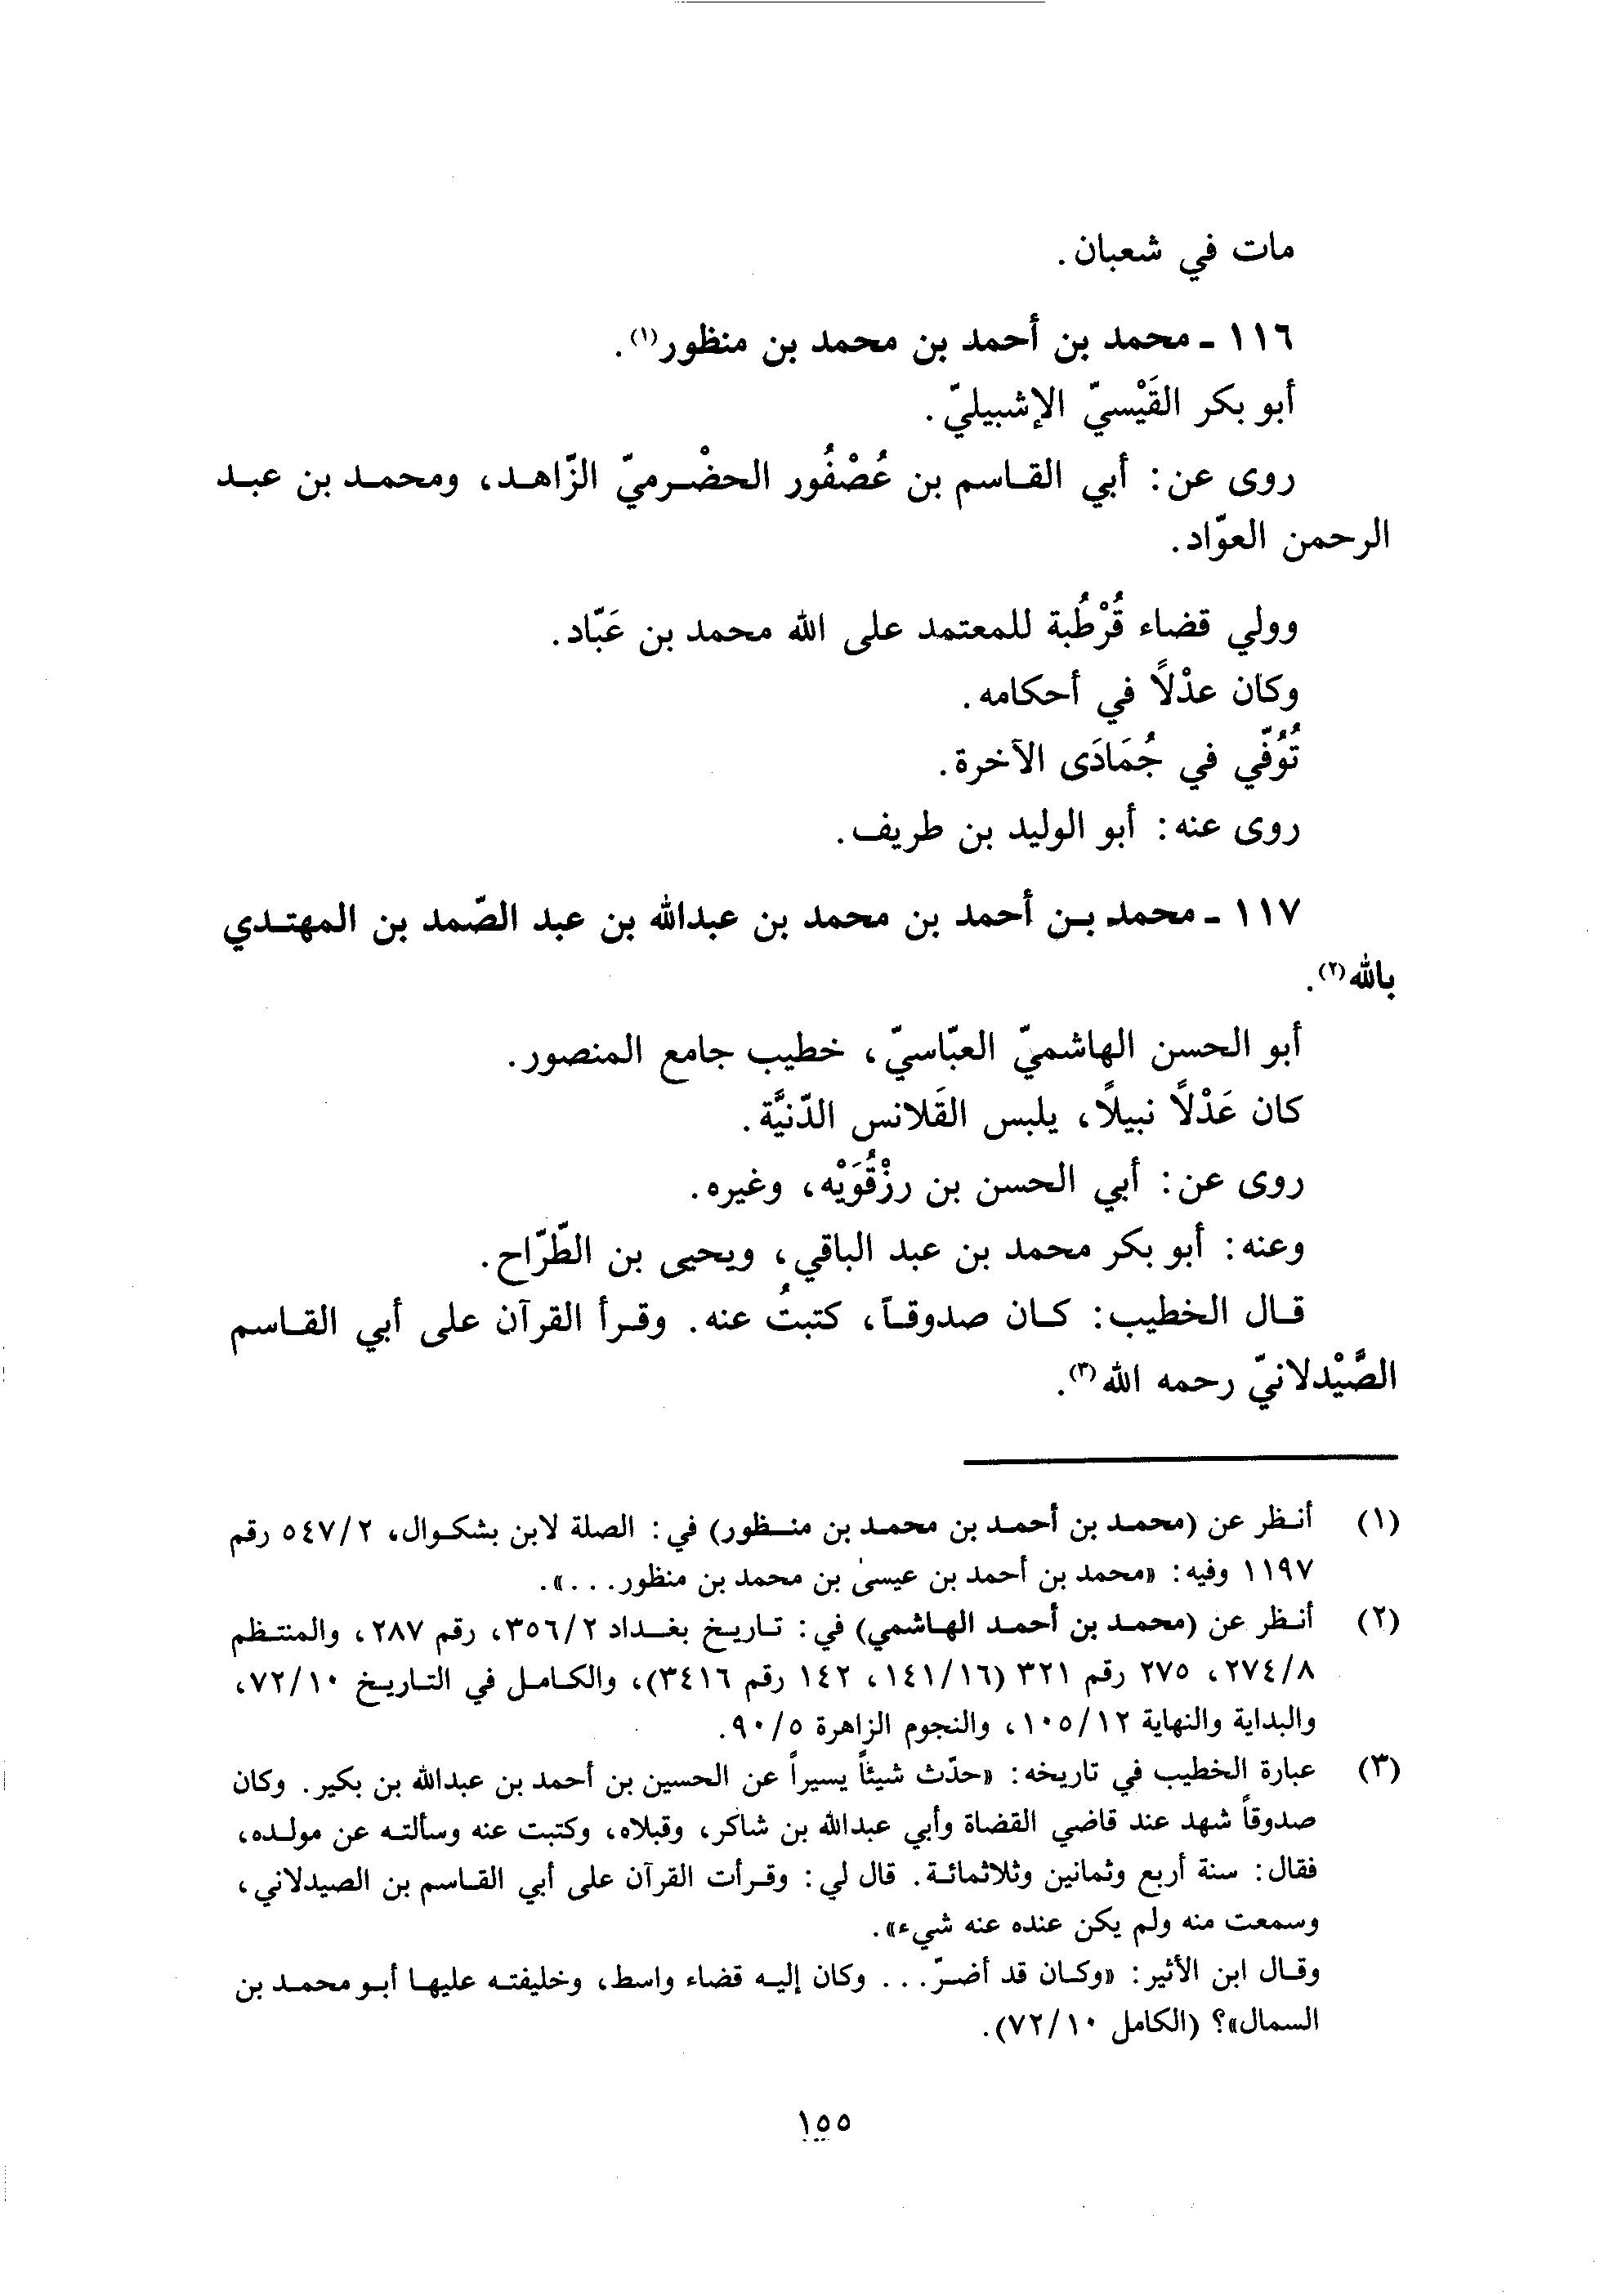 مات في شعبان.
١١٦ - محمد بن أحمد بن محمد بن منظور(١).
أبو بكر القَيْسيّ الإشبيليّ.
روى عن: أبي القاسم بن عُصْفُور الحضْرميّ الزّاهد، ومحمد بن عبد
الرحمن العوّاد.
وولي قضاء قُرْطُبة للمعتمد على الله محمد بن عَبّاد.
وكان عدْلاً في أحكامه.
تُوُفّي في جُمَادَى الآخرة.
روى عنه: أبو الوليد بن طريف.
١١٧ - محمد بن أحمد بن محمد بن عبدالله بن عبد الصّمد بن المهتدي
بالله(٢).
أبو الحسن الهاشميّ العبّاسيّ، خطيب جامع المنصور.
كان عَدْلاً نبيلاً، يلبس القَلانس الدّنيَّة.
روى عن: أبي الحسن بن رزْقُوَيْه، وغيره.
وعنه: أبو بكر محمد بن عبد الباقي، ويحيى بن الطّرّاح.
قال الخطيب: كان صدوقاً، كتبتُ عنه. وقرأ القرآن على أبي القاسم
الصَّيْدلانيّ رحمه الله(٣).
(١) أنظر عن (محمد بن أحمد بن محمد بن منظور) في: الصلة لابن بشكوال، ٥٤٧/٢ رقم
١١٩٧ وفيه: «محمد بن أحمد بن عيسىٰ بن محمد بن منظور...».
(٢) أنظر عن (محمد بن أحمد الهاشمي) في: تاريخ بغداد ٣٥٦/٢، رقم ٢٨٧، والمنتظم
٢٧٤/٨، ٢٧٥ رقم ٣٢١ (١٤١/١٦، ١٤٢ رقم ٣٤١٦)، والكامل في التاريخ ٧٢/١٠،
والبداية والنهاية ١٠٥/١٢، والنجوم الزاهرة ٩٠/٥.
(٣) عبارة الخطيب في تاريخه: «حدّث شيئاً يسيراً عن الحسين بن أحمد بن عبدالله بن بكير. وكان
صدوقاً شهد عند قاضي القضاة وأبي عبدالله بن شاكر، وقبلاه، وكتبت عنه وسألته عن مولده،
فقال: سنة أربع وثمانين وثلاثمائة. قال لي: وقرأت القرآن على أبي القاسم بن الصيدلاني،
وسمعت منه ولم يكن عنده عنه شيء».
وقال ابن الأثير: «وكان قد أضرّ... وكان إليه قضاء واسط، وخليفته عليها أبو محمد بن
السمال»؟ (الكامل ٧٢/١٠).
١٥٥